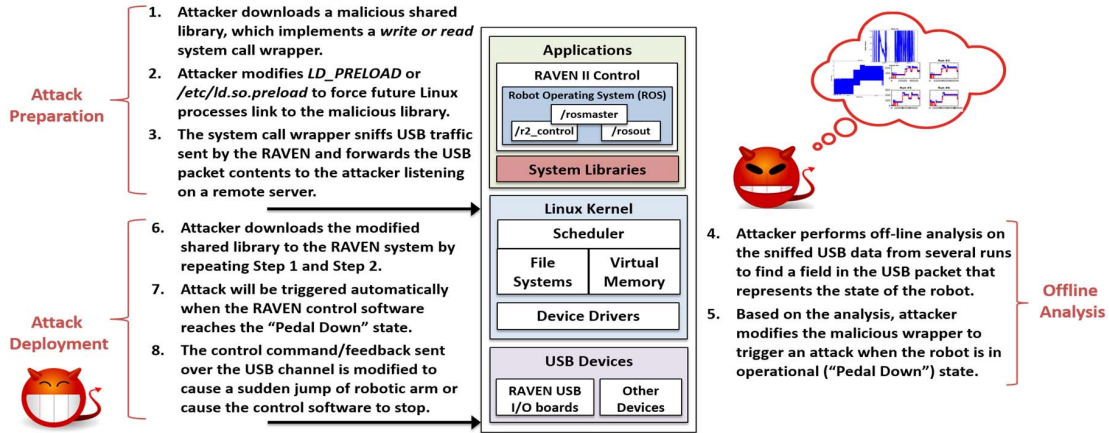 Attack
Preparation
1. Attacker downloads a malicious shared
library, which implements a write or read
system call wrapper.
2. Attacker modifies LD_PRELOAD or
/etc/ld.so.preload to force future Linux
processes link to the malicious library.
3. The system call wrapper sniffs USB traffic
sent by the RAVEN and forwards the USB
packet contents to the attacker listening
on a remote server.
Attack
Deployment
6. Attacker downloads the modified
shared library to the RAVEN system by
repeating Step 1 and Step 2.
7. Attack will be triggered automatically
when the RAVEN control software
reaches the “Pedal Down” state.
8. The control command/feedback sent
over the USB channel is modified to
cause a sudden jump of robotic arm or
cause the control software to stop.
Applications
RAVEN II Control
Robot Operating System (ROS)
/rosmaster
/r2_control
/rosout
System Libraries
Linux Kernel
Scheduler
File
Systems
Virtual
Memory
Device Drivers
USB Devices
RAVEN USB
I/O boards
Other
Devices
4. Attacker performs off-line analysis on
the sniffed USB data from several runs
to find a field in the USB packet that
represents the state of the robot.
5. Based on the analysis, attacker
modifies the malicious wrapper to
trigger an attack when the robot is in
operational (“Pedal Down”) state.
Offline
Analysis